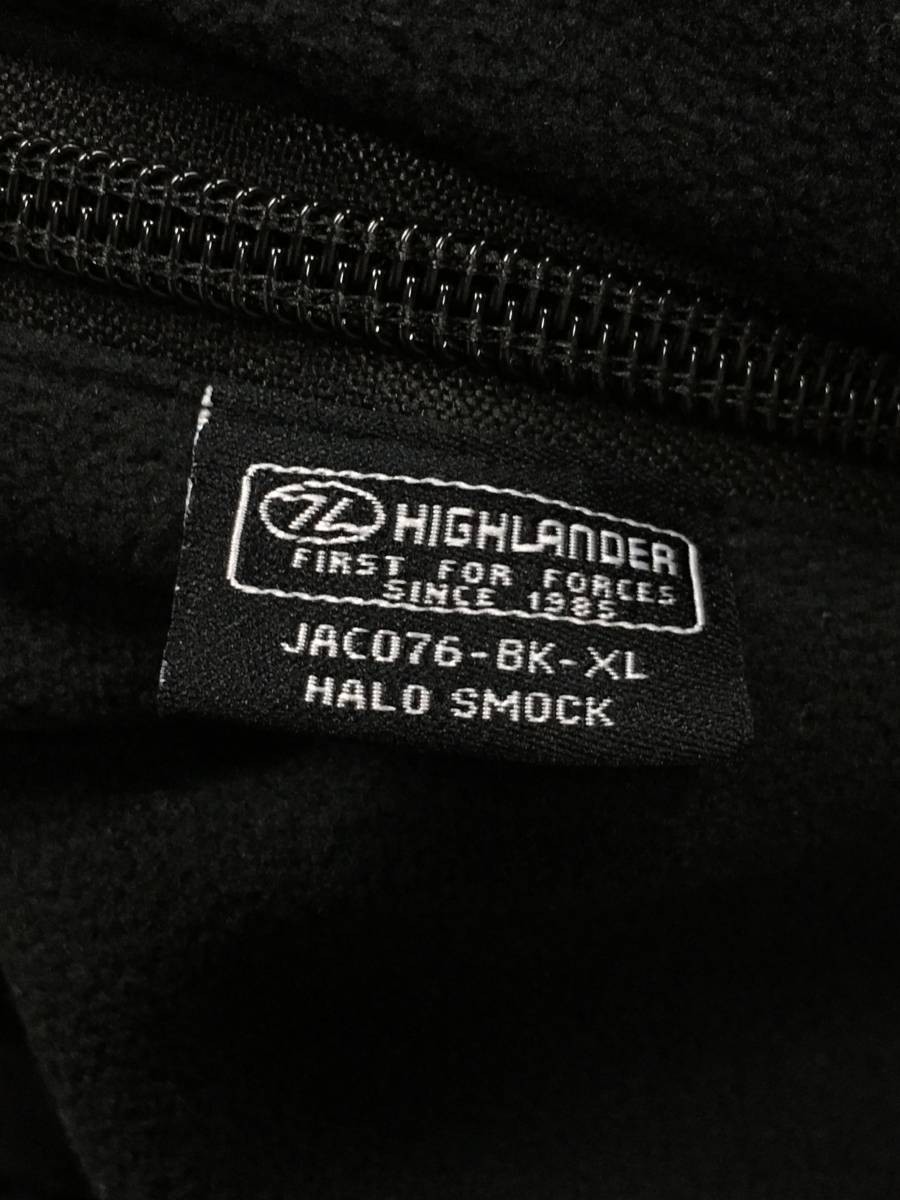 HIGHLANDER
FIRST FOR FORCES
SINCE 1985
JAC076-BK-XL
HALO SMOCK